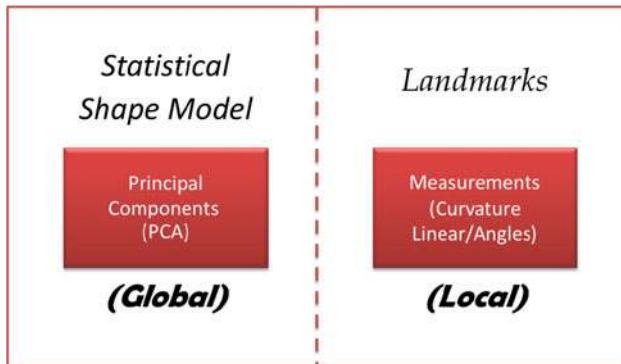 Statistical
Shape Model
Principal
Components
(PCA)
(Global)
Landmarks
Measurements
(Curvature
Linear/Angles)
(Local)